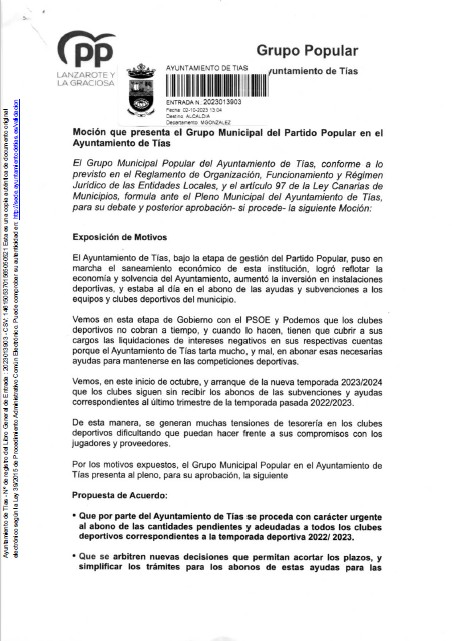 PP
LANZAROTE Y
LA GRACIOSA
Grupo Popular
AYUNTAMIENTO DE TIAS
yuntamiento de Tías
ENTRADA N. 2023013903
Fecha: 02-10-2023 13:04
Destino: ALCALDIA
Departamento: MGONZALEZ
Moción que presenta el Grupo Municipal del Partido Popular en el
Ayuntamiento de Tías
El Grupo Municipal Popular del Ayuntamiento de Tías, conforme a lo
previsto en el Reglamento de Organización, Funcionamiento y Régimen
Jurídico de las Entidades Locales, y el artículo 97 de la Ley Canarias de
Municipios, formula ante el Pleno Municipal del Ayuntamiento de Tías,
para su debate y posterior aprobación- si procede- la siguiente Moción:
Exposición de Motivos
El Ayuntamiento de Tías, bajo la etapa de gestión del Partido Popular, puso en
marcha el saneamiento económico de esta institución, logró reflotar la
economía y solvencia del Ayuntamiento, aumentó la inversión en instalaciones
deportivas, y estaba al día en el abono de las ayudas y subvenciones a los
equipos y clubes deportivos del municipio.
Vemos en esta etapa de Gobierno con el PSOE y Podemos que los clubes
deportivos no cobran a tiempo, y cuando lo hacen, tienen que cubrir a sus
cargos las liquidaciones de intereses negativos en sus respectivas cuentas
porque el Ayuntamiento de Tías tarta mucho, y mal, en abonar esas necesarias
ayudas para mantenerse en las competiciones deportivas.
Vemos, en este inicio de octubre, y arranque de la nueva temporada 2023/2024
que los clubes siguen sin recibir los abonos de las subvenciones y ayudas
correspondientes al último trimestre de la temporada pasada 2022/2023.
De esta manera, se generan muchas tensiones de tesorería en los clubes
deportivos dificultando que puedan hacer frente a sus compromisos con los
jugadores y proveedores.
Por los motivos expuestos, el Grupo Municipal Popular en el Ayuntamiento de
Tías presenta al pleno, para su aprobación, la siguiente
Propuesta de Acuerdo:
• Que por parte del Ayuntamiento de Tías se proceda con carácter urgente
al abono de las cantidades pendientes y adeudadas a todos los clubes
deportivos correspondientes a la temporada deportiva 2022/ 2023.
• Que se arbitren nuevas decisiones que permitan acortar los plazos, y
simplificar los trámites para los abonos de estas ayudas para las
Ayuntamiento de Tías - Nº de registro del Libro General de Entrada: 2023013903 - CSV:
Esta es una copia auténtica de documento original
electrónico según la Ley 39/2015 de Procedimiento Administrativo Común Electrónico. Puede comprobar su autenticidad en: